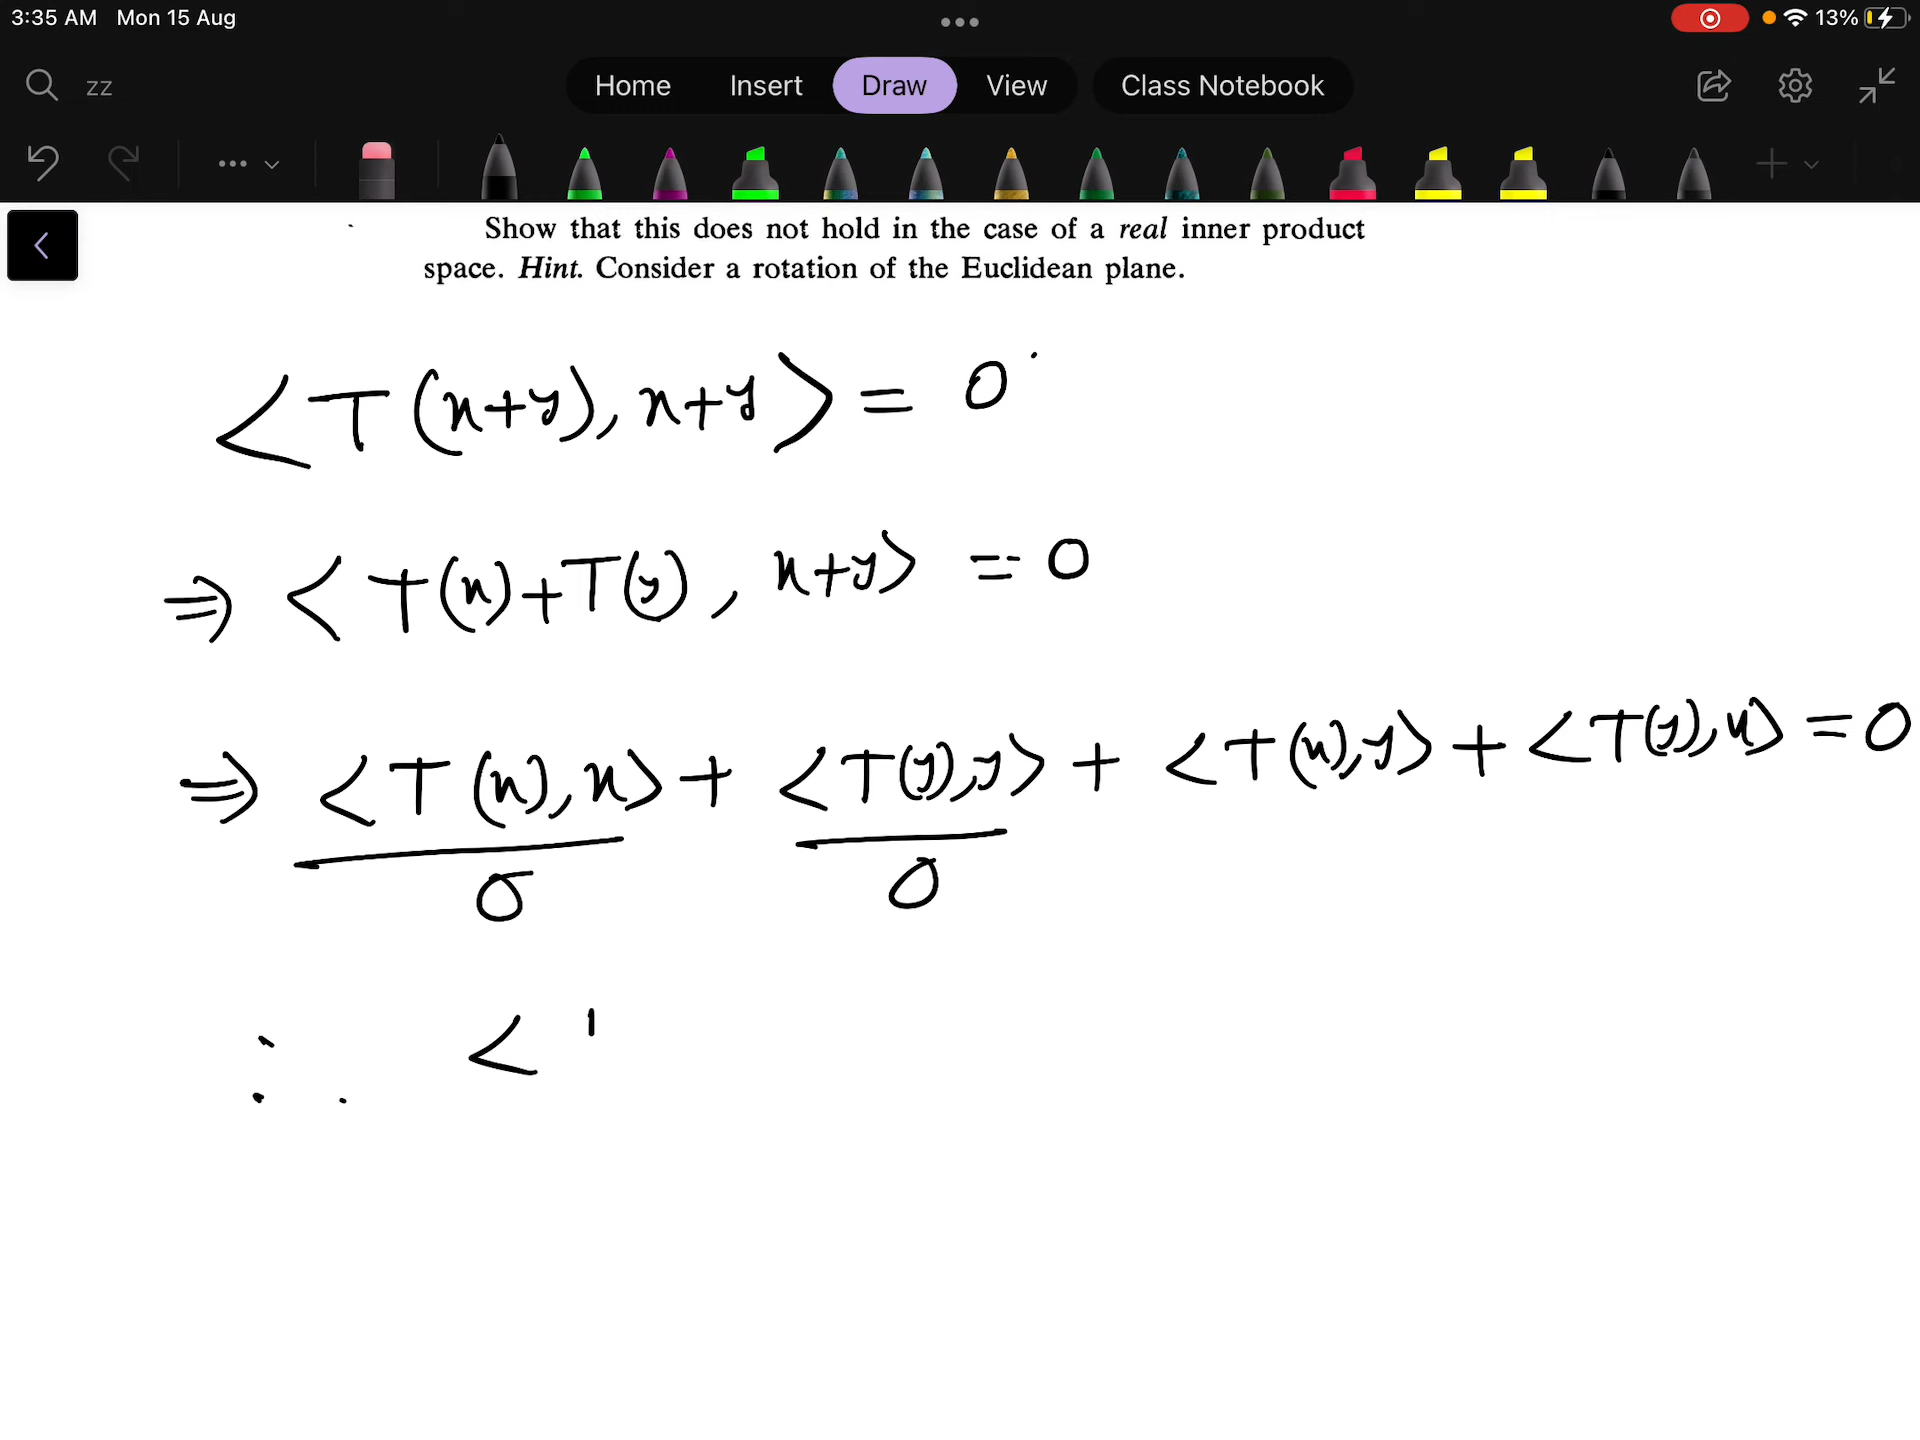 3:35 AM Mon 15 Aug
13%
zz
Home Insert Draw View Class Notebook
Show that this does not hold in the case of a real inner product
space. Hint. Consider a rotation of the Euclidean plane.
<T(x+y), x+y> = 0
⇒ <T(x)+T(y), x+y> = 0
⇒ <T(x),x> + <T(y),y> + <T(x),y> + <T(y),x> = 0
0 0
∴ <